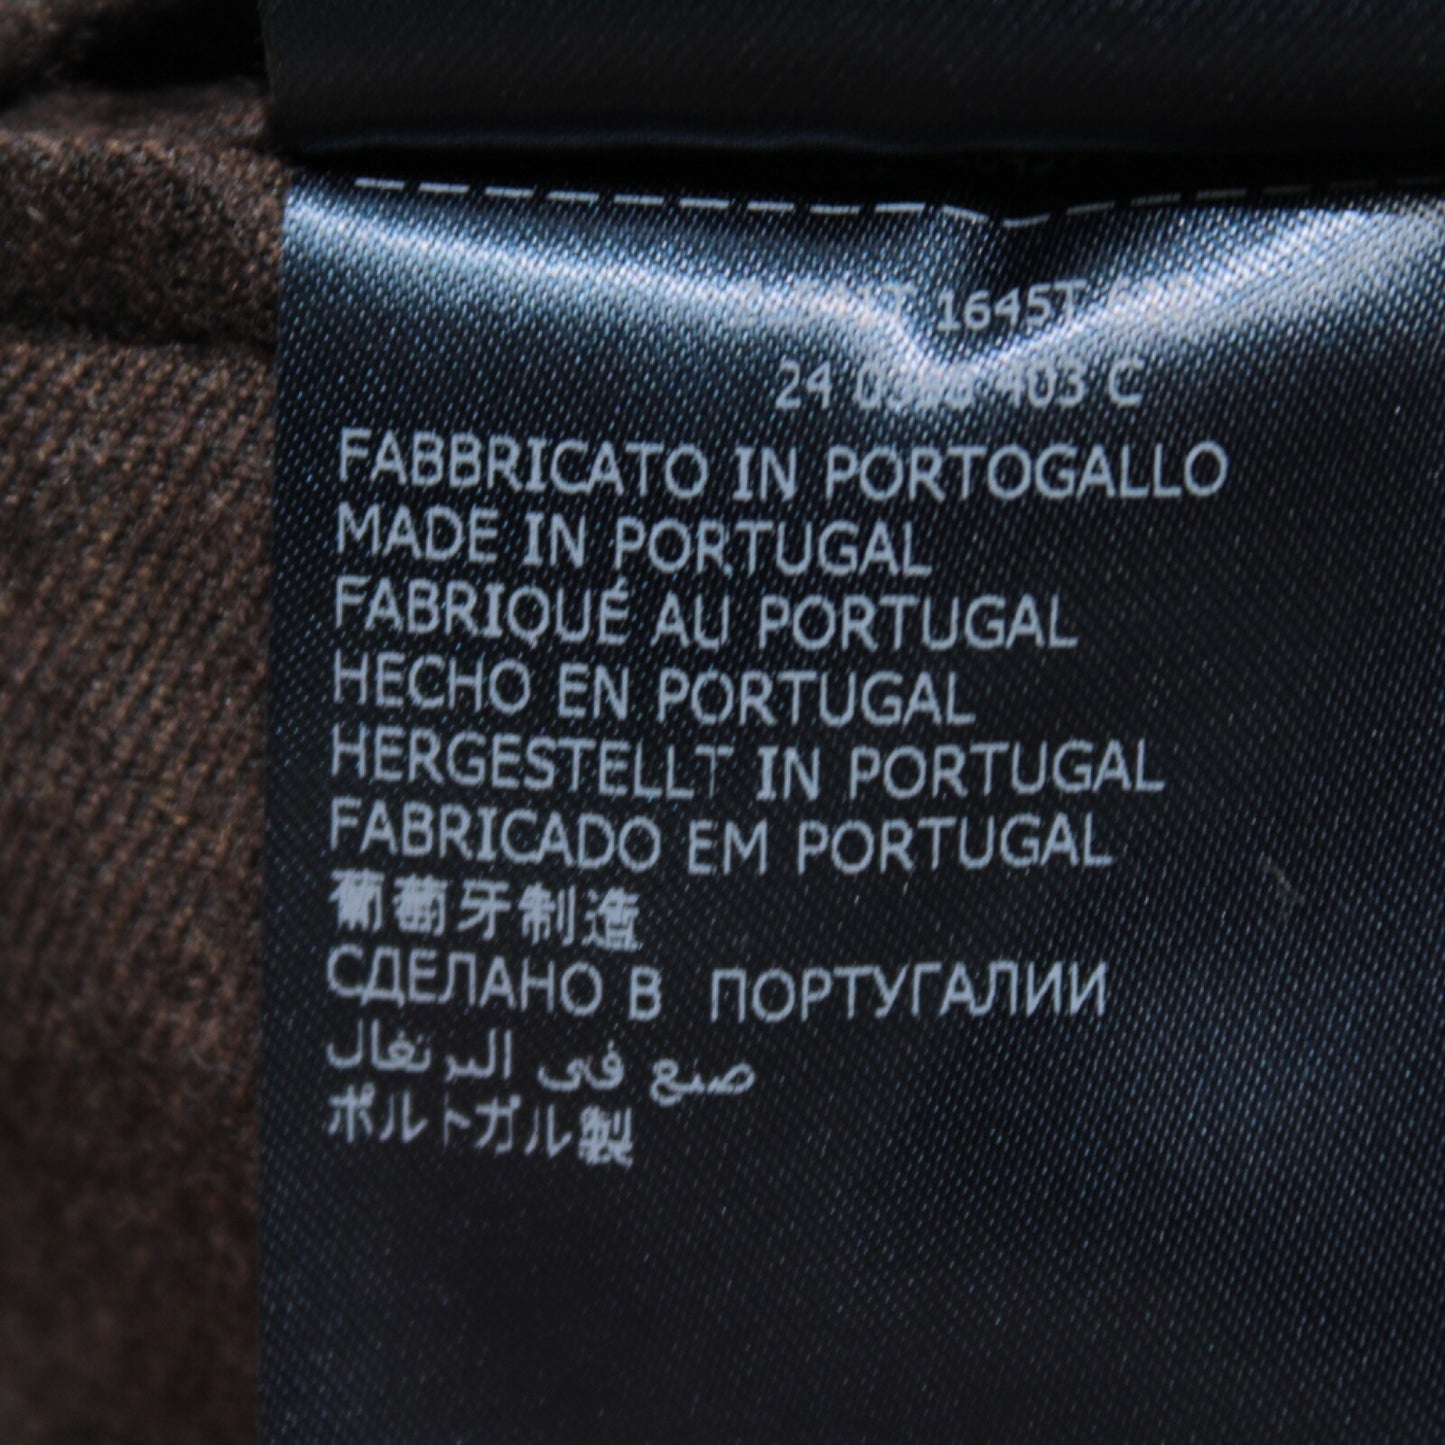 1645T
24 403 C
FABBRICATO IN PORTOGALLO
MADE IN PORTUGAL
FABRIQUÉ AU PORTUGAL
HECHO EN PORTUGAL
HERGESTELLT IN PORTUGAL
FABRICADO EM PORTUGAL
葡萄牙制造
СДЕЛАНО В ПОРТУГАЛИИ
صنع في البرتغال
ポルトガル製